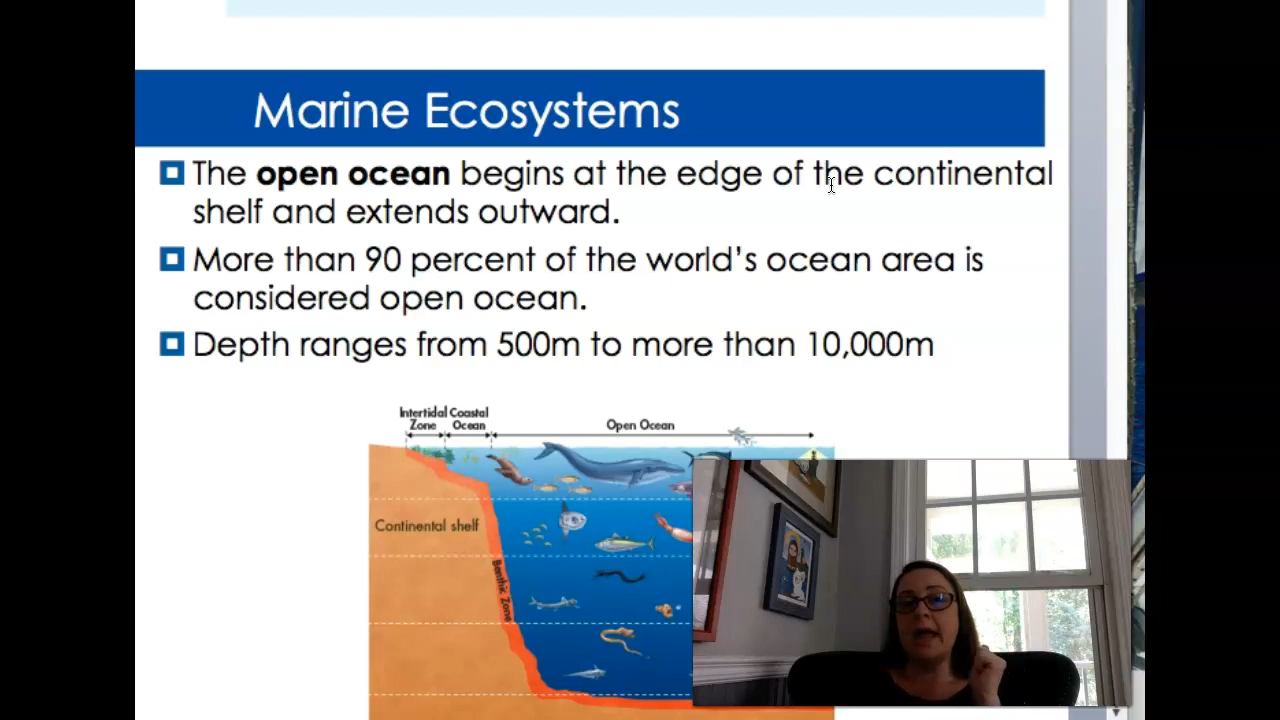 Marine Ecosystems
The open ocean begins at the edge of the continental
shelf and extends outward.
More than 90 percent of the world’s ocean area is
considered open ocean.
Depth ranges from 500m to more than 10,000m
Intertidal Coastal
Zone Ocean
Open Ocean
Continental shelf
Benthic Zone